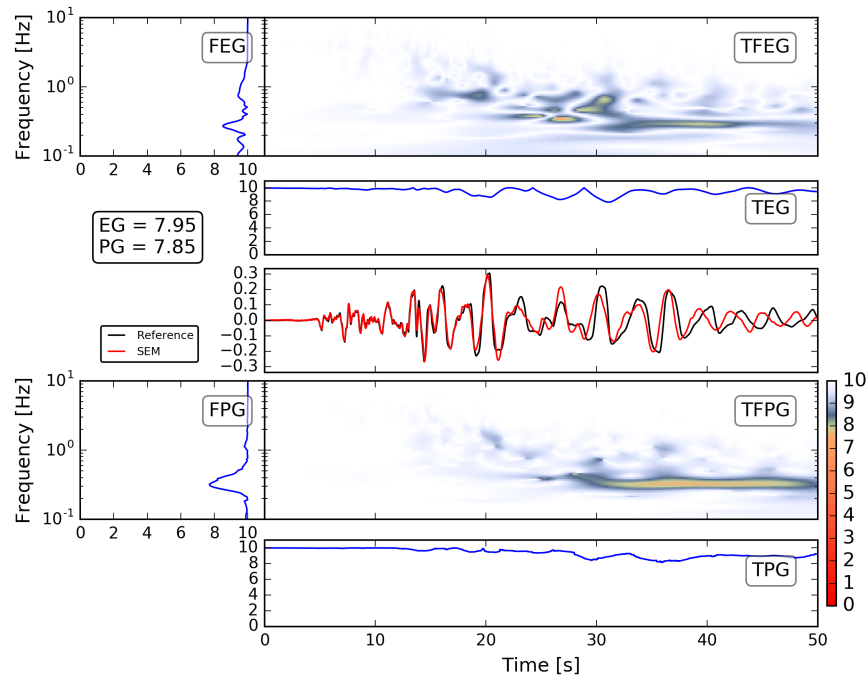 10¹
10⁰
10⁻¹
Frequency [Hz]
FEG
TFEG
0 2 4 6 8 10
10
8
6
4
2
0
TEG
EG = 7.95
PG = 7.85
0.3
0.2
0.1
0.0
−0.1
−0.2
−0.3
Reference
SEM
10¹
10⁰
10⁻¹
Frequency [Hz]
FPG
TFPG
0 2 4 6 8 10
10
9
8
7
6
5
4
3
2
1
0
10
8
6
4
2
0
TPG
0 10 20 30 40 50
Time [s]